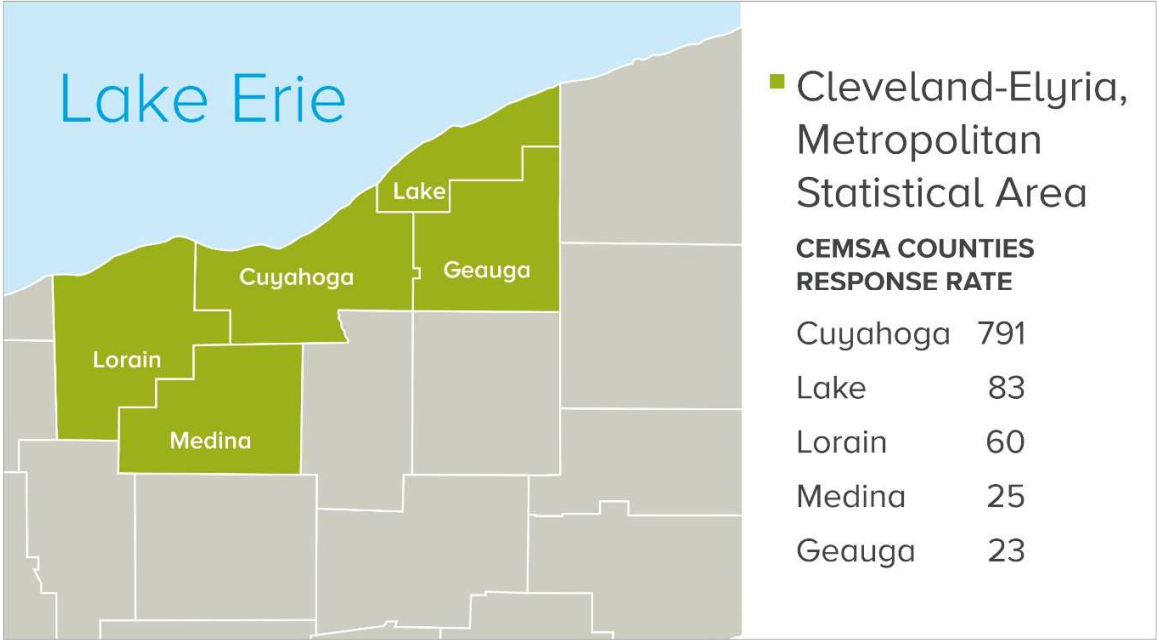 Lake Erie
Lake
Cuyahoga
Geauga
Lorain
Medina
Cleveland-Elyria,
Metropolitan
Statistical Area
CEMSA COUNTIES
RESPONSE RATE
Cuyahoga 791
Lake 83
Lorain 60
Medina 25
Geauga 23